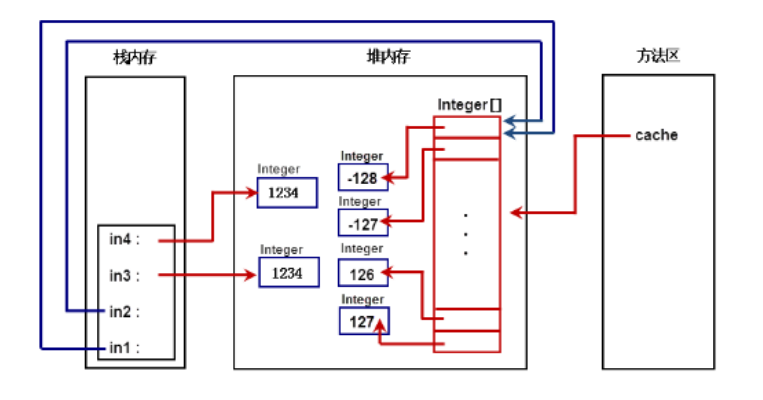 栈内存
堆内存
方法区
Integer[]
cache
Integer
-128
Integer
1234
Integer
-127
in4 :
Integer
1234
Integer
126
in3 :
Integer
127
in2 :
in1 :